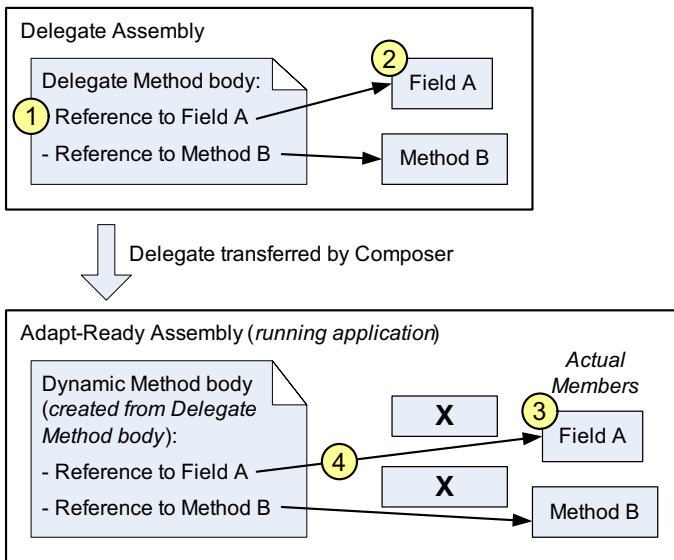 Delegate Assembly
Delegate Method body:
2
Field A
1
Reference to Field A
- Reference to Method B
Method B
Delegate transferred by Composer
Adapt-Ready Assembly (running application)
Actual
Members
Dynamic Method body
(created from Delegate
Method body):
X
3
Field A
- Reference to Field A
4
X
- Reference to Method B
Method B